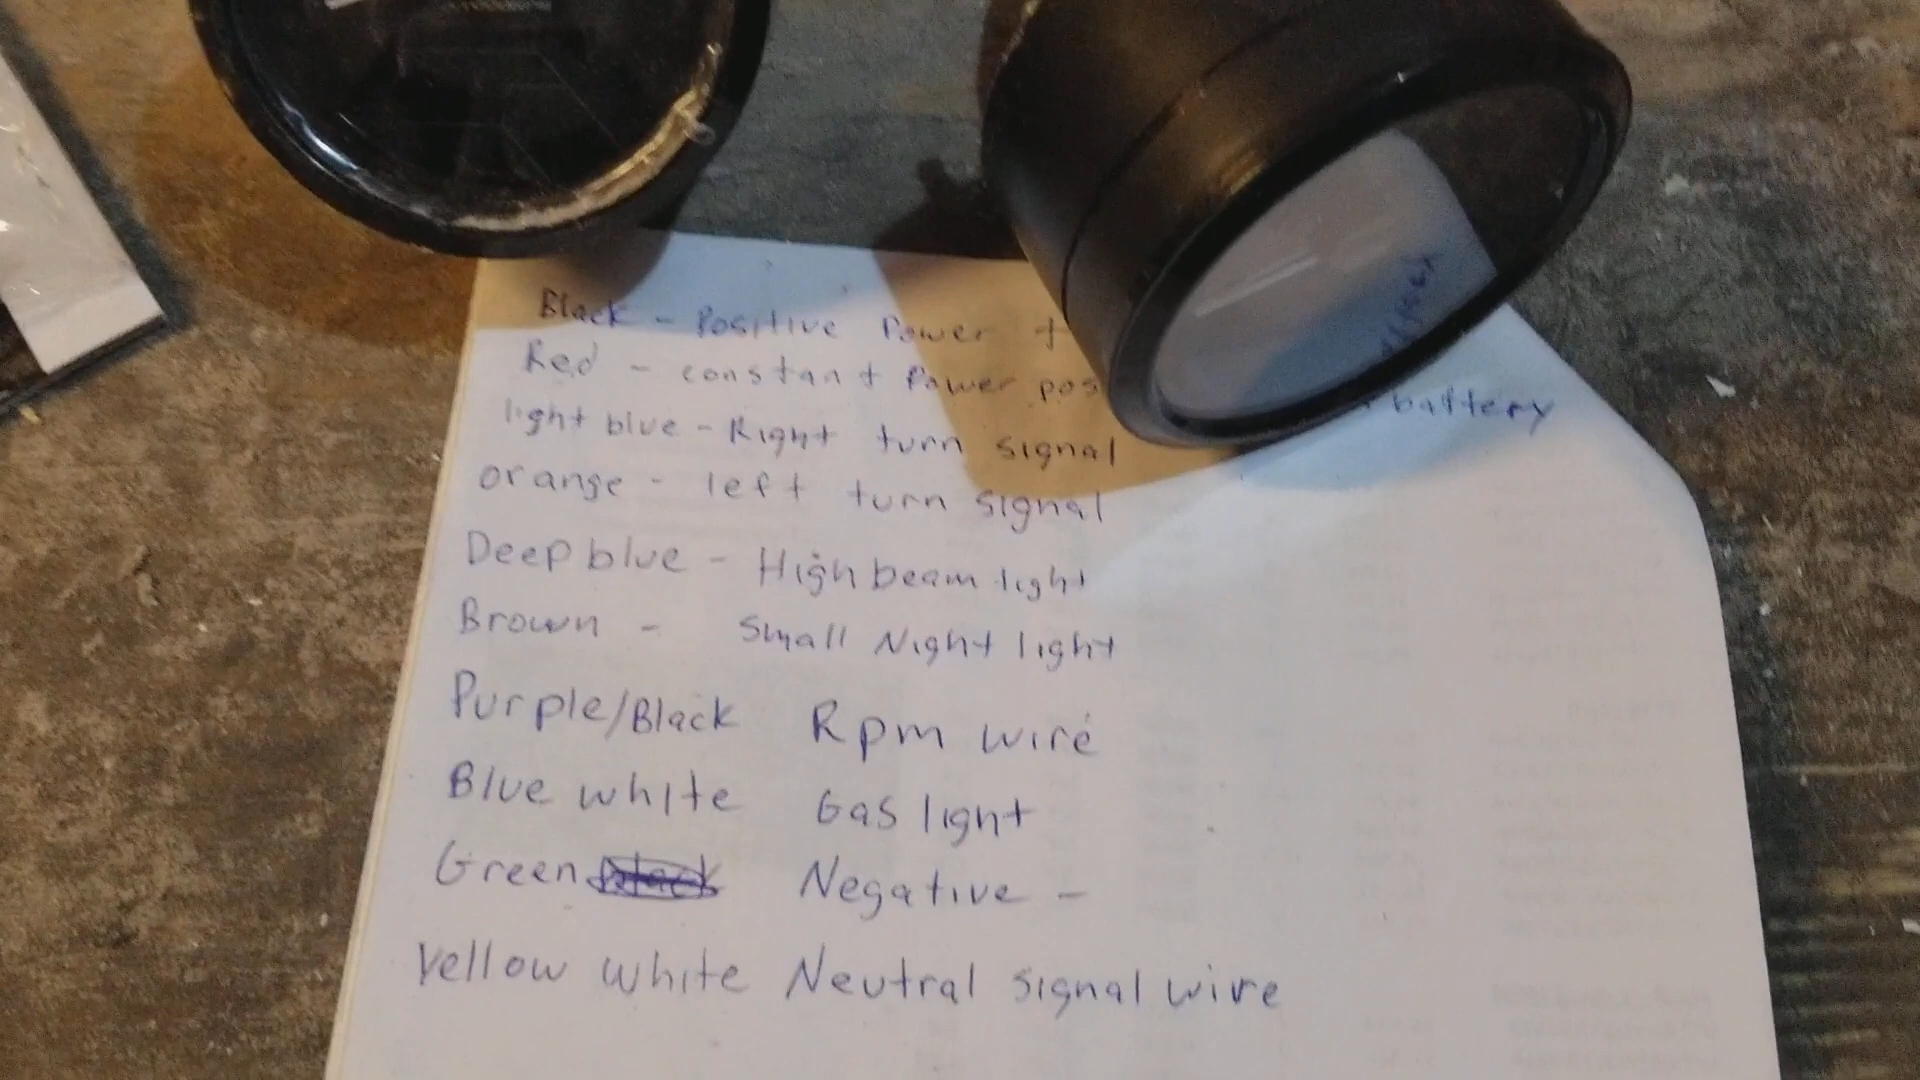 Black - Positive Power +
Red - constant Power pos battery
light blue - Right turn signal
orange - left turn signal
Deep blue - High beam light
Brown - Small Night light
Purple/Black Rpm wire
Blue white Gas light
Green Negative -
Yellow white Neutral signal wire